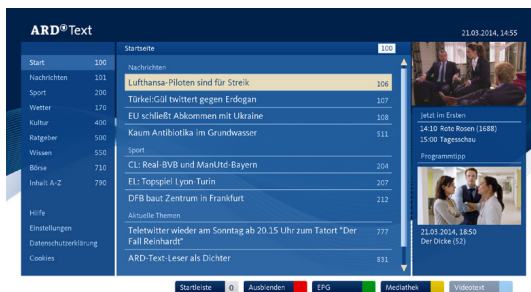 ARD Text
21.03.2014, 14:55
Startseite 100
Start 100
Nachrichten 101
Sport 200
Wetter 170
Kultur 400
Ratgeber 500
Wissen 550
Börse 710
Inhalt A-Z 790
Hilfe
Einstellungen
Datenschutzerklärung
Cookies
Nachrichten
Lufthansa-Piloten sind für Streik 106
Türkei:Gül twittert gegen Erdogan 107
EU schließt Abkommen mit Ukraine 108
Kaum Antibiotika im Grundwasser 511
Sport
CL: Real-BVB und ManUtd-Bayern 204
EL: Topspiel Lyon-Turin 207
DFB baut Zentrum in Frankfurt 212
Aktuelle Themen
Teletwitter wieder am Sonntag ab 20.15 Uhr zum Tatort "Der 777
Fall Reinhardt"
ARD-Text-Leser als Dichter 831
Jetzt im Ersten
14:10 Rote Rosen (1688)
15:00 Tagesschau
Programmtipp
21.03.2014, 18:50
Der Dicke (52)
Startleiste 0 Ausblenden EPG Mediathek Videotext